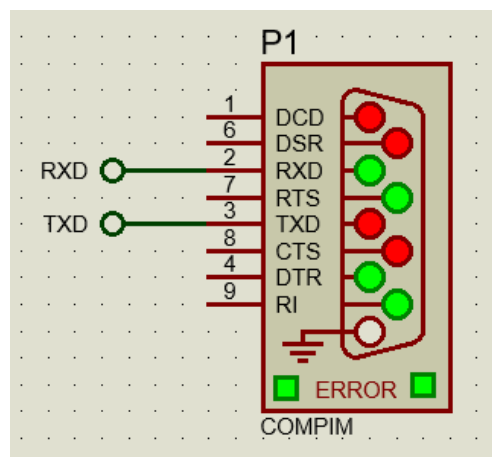 P1
1 DCD
6 DSR
RXD 2 RXD
7 RTS
TXD 3 TXD
8 CTS
4 DTR
9 RI
ERROR
COMPIM